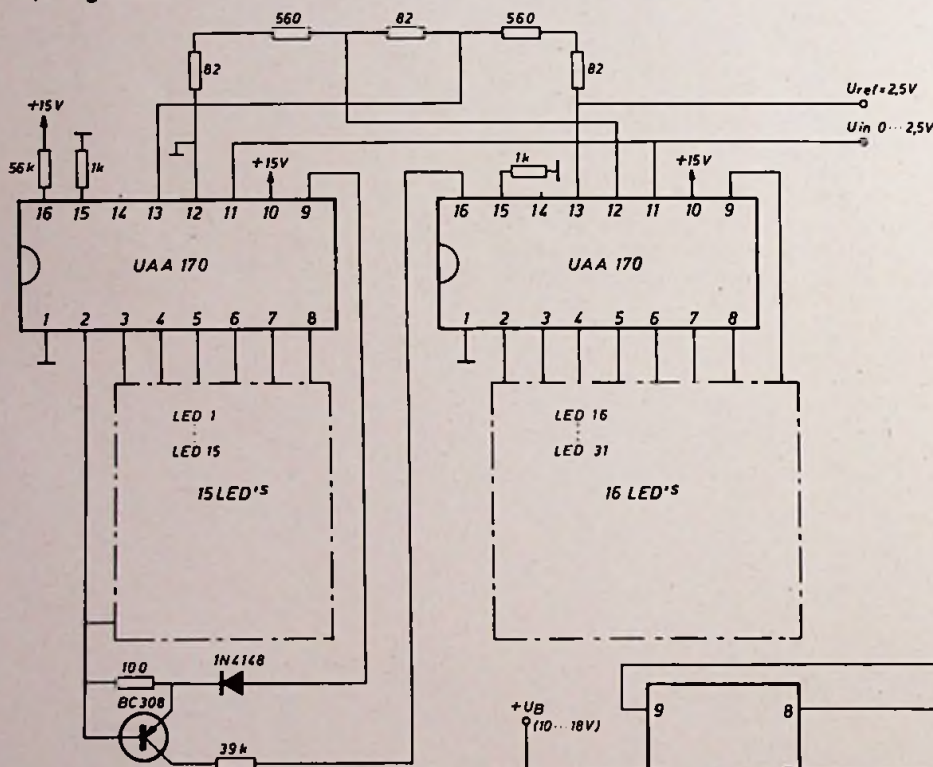 560 82 560
82 82
+15V
Uref=2,5V
Uin 0···2,5V
56k 1k +15V 1k +15V
16 15 14 13 12 11 10 9
16 15 14 13 12 11 10 9
UAA 170
UAA 170
1 2 3 4 5 6 7 8
1 2 3 4 5 6 7 8
LED 1
LED 15
15 LED'S
LED 16
LED 31
16 LED'S
100 1N4148
BC308
39k
+UB
(10···18V)
9 8